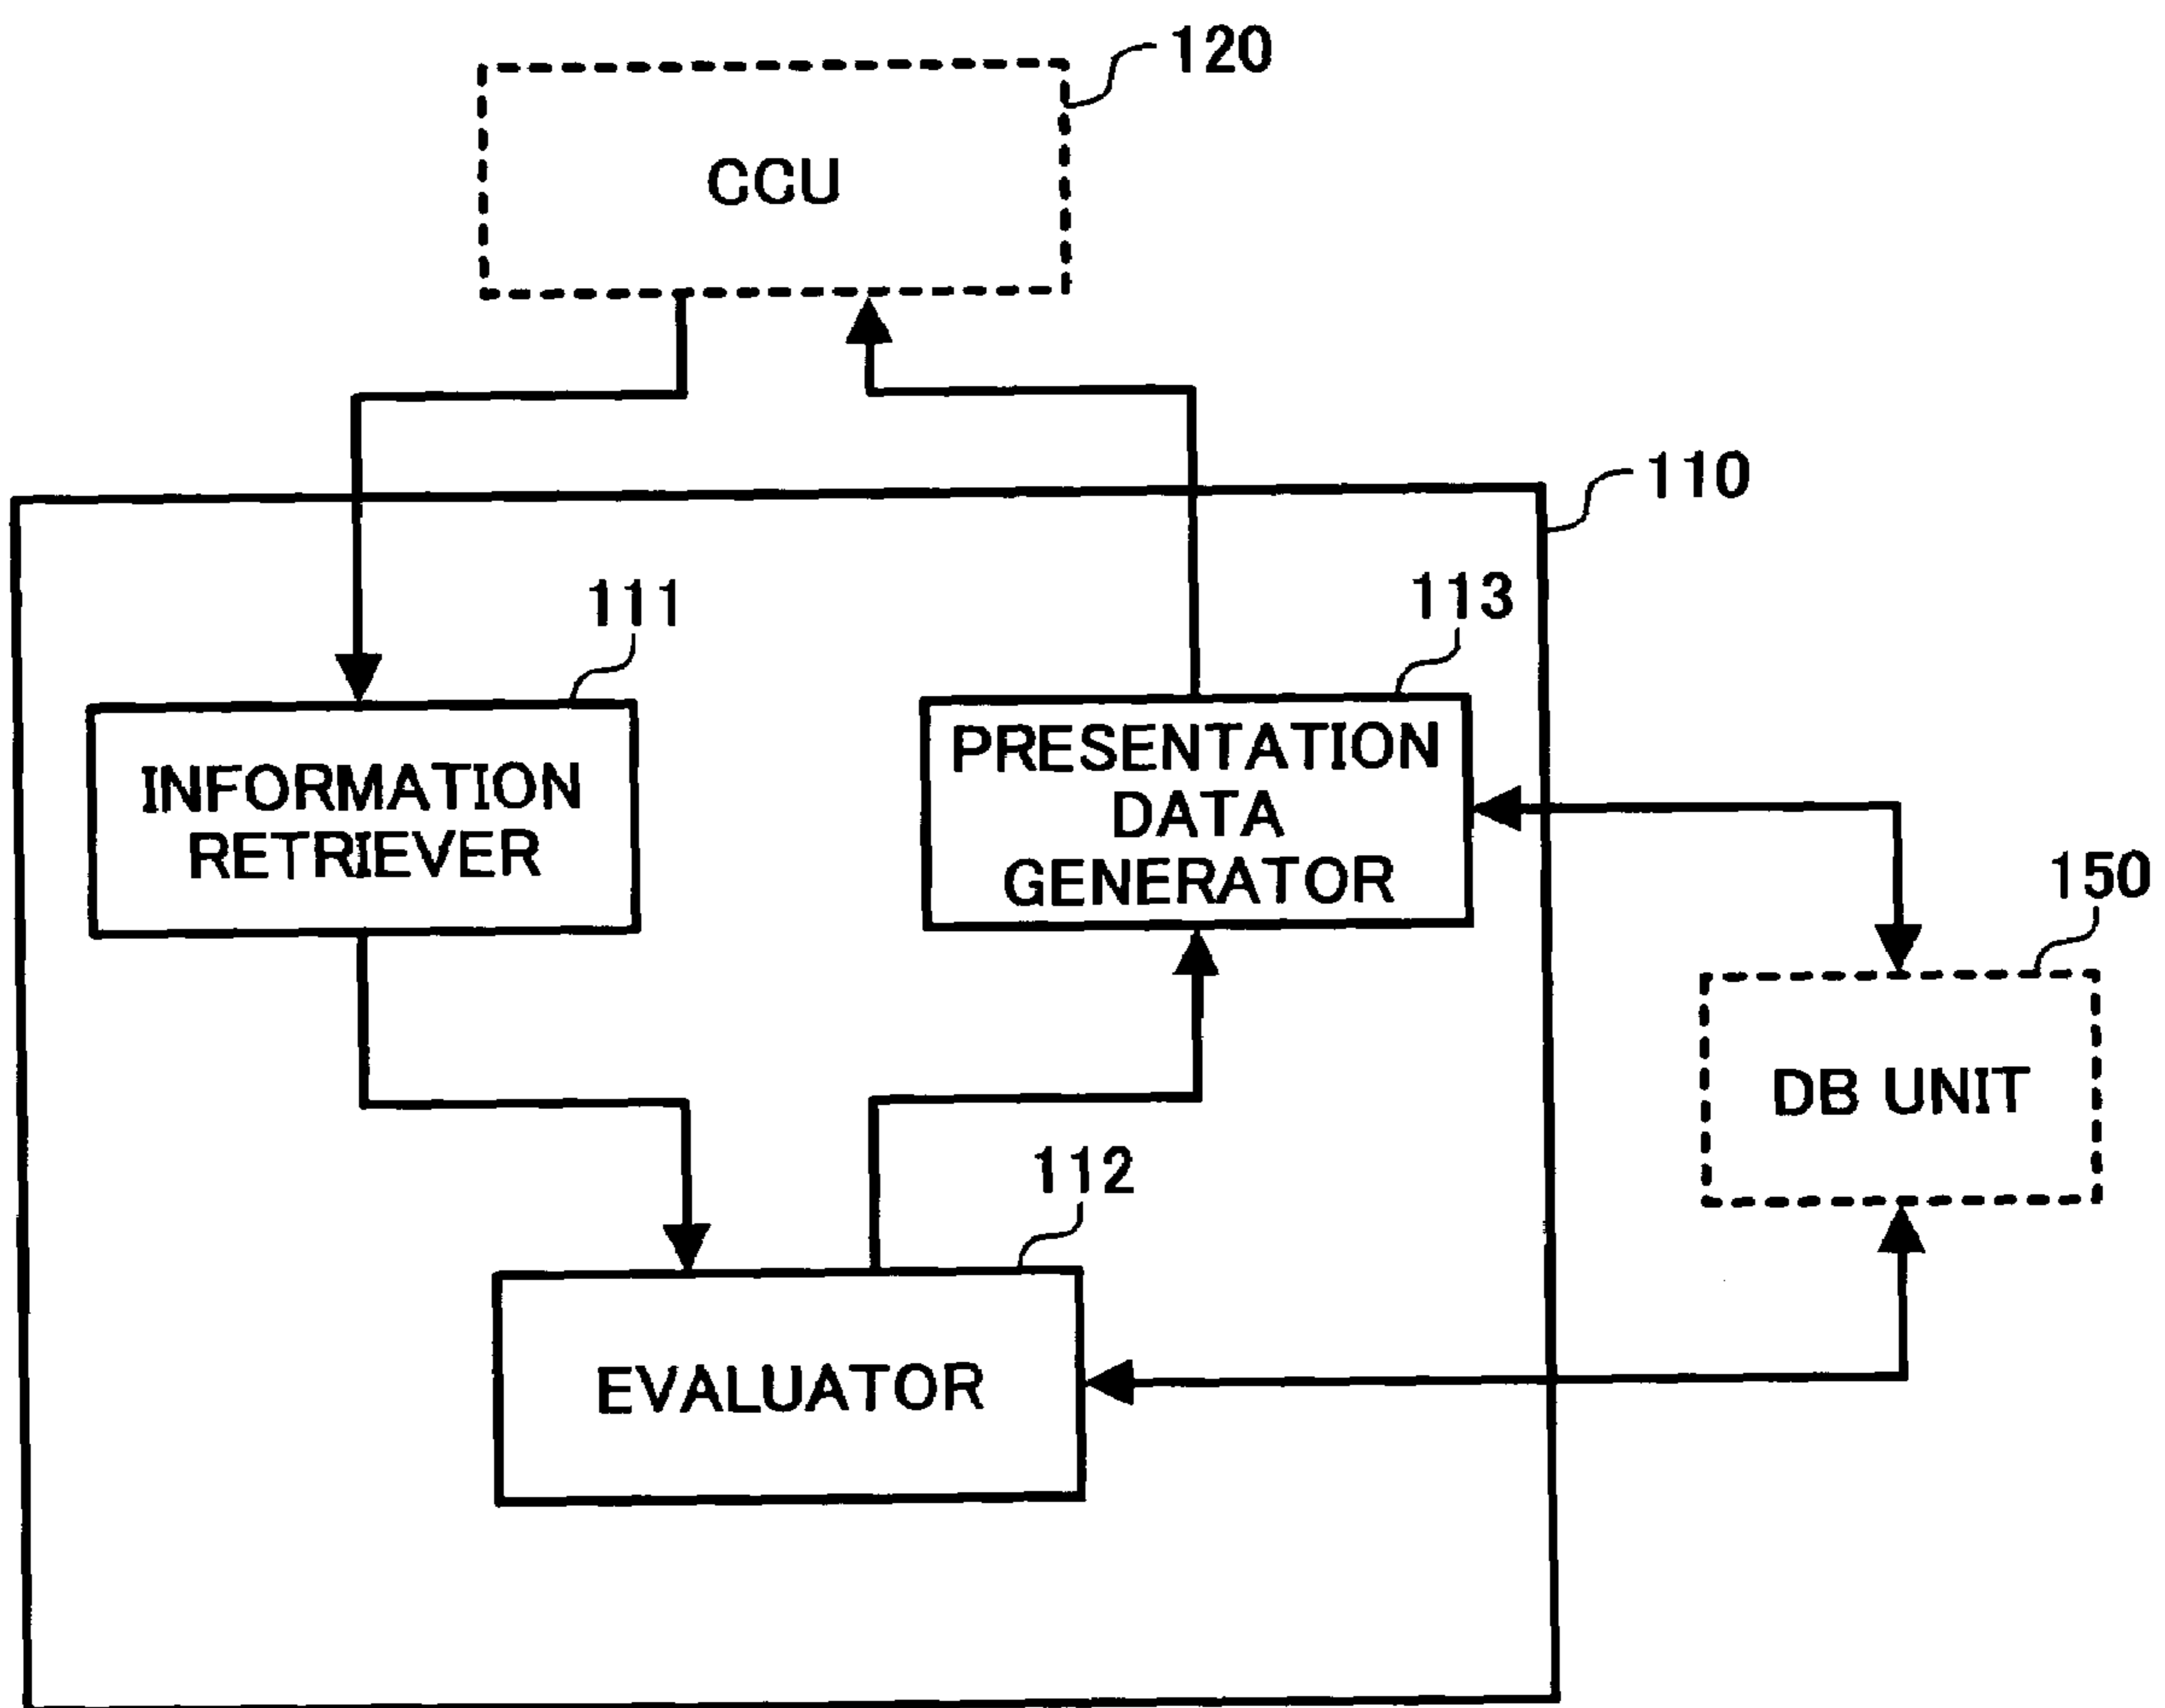 120
CCU
110
111
113
INFORMATION
RETRIEVER
PRESENTATION
DATA
GENERATOR
150
DB UNIT
112
EVALUATOR